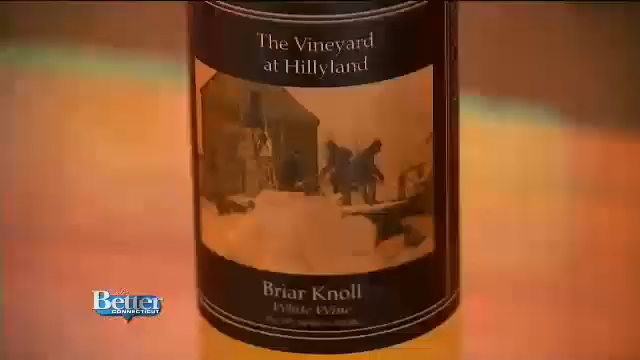 The Vineyard
at Hillyland
Briar Knoll
White Wine
Better
CONNECTICUT